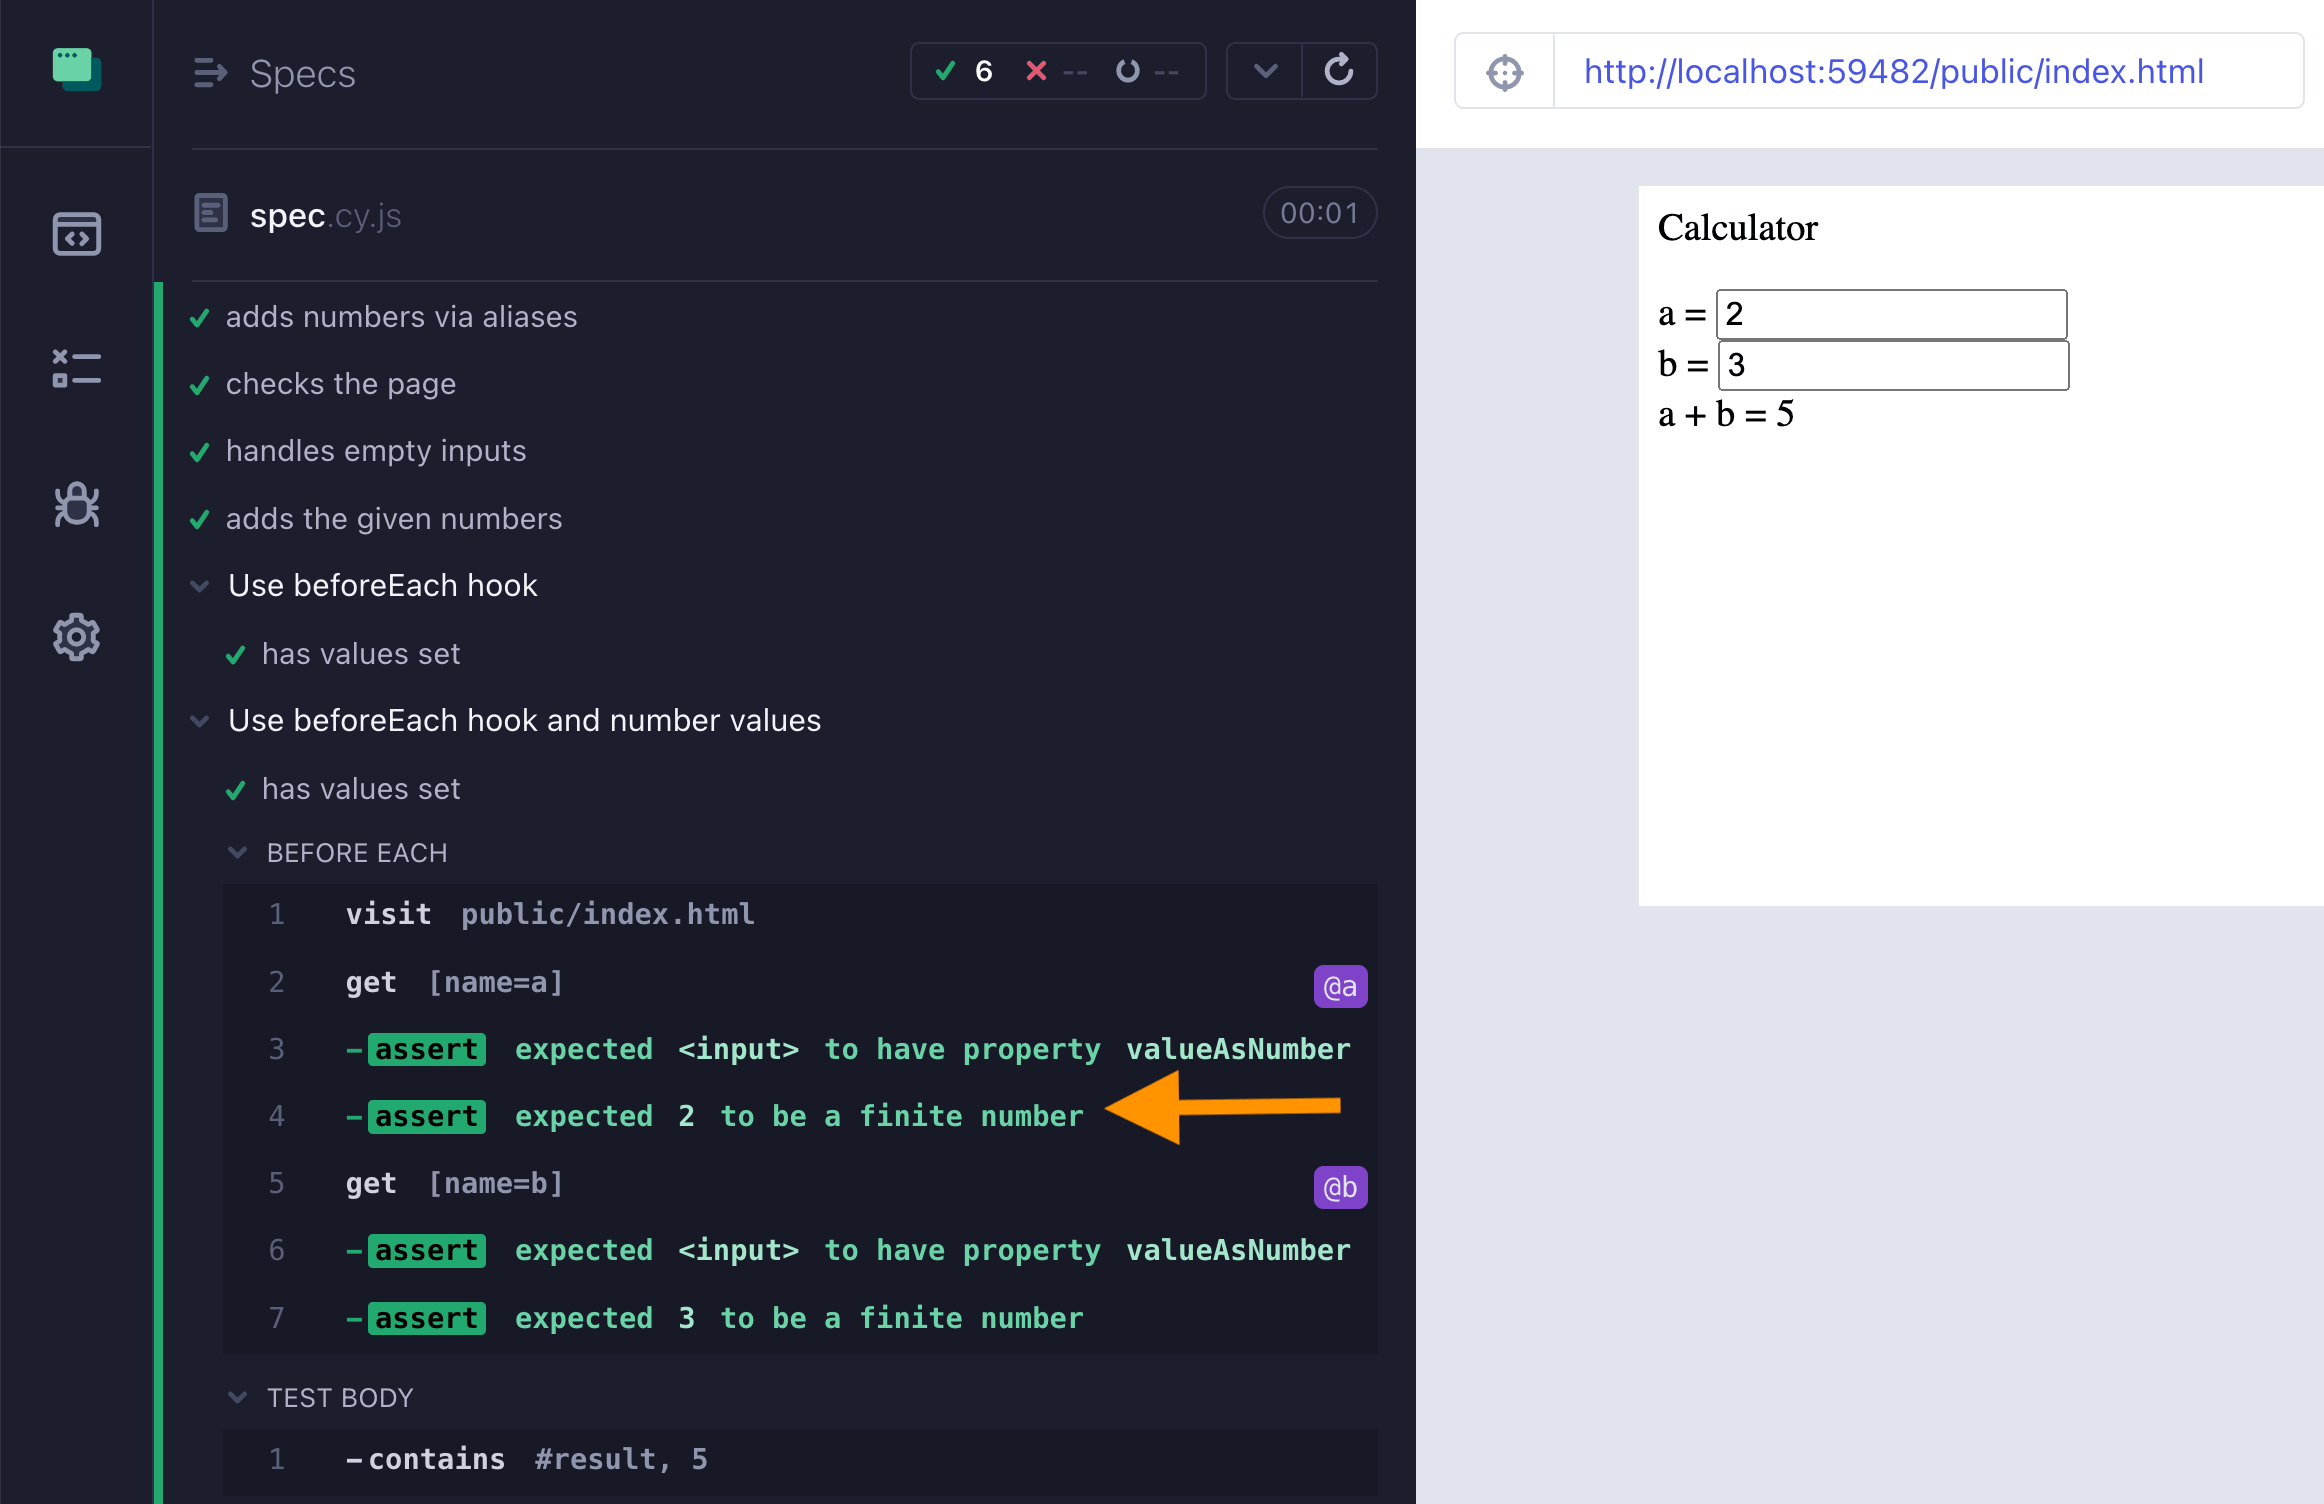 Specs
6 -- --
spec.cy.js
00:01
adds numbers via aliases
checks the page
handles empty inputs
adds the given numbers
Use beforeEach hook
has values set
Use beforeEach hook and number values
has values set
BEFORE EACH
1 visit public/index.html
2 get [name=a] @a
3 -assert expected <input> to have property valueAsNumber
4 -assert expected 2 to be a finite number
5 get [name=b] @b
6 -assert expected <input> to have property valueAsNumber
7 -assert expected 3 to be a finite number
TEST BODY
1 -contains #result, 5
http://localhost:59482/public/index.html
Calculator
a = 2
b = 3
a + b = 5